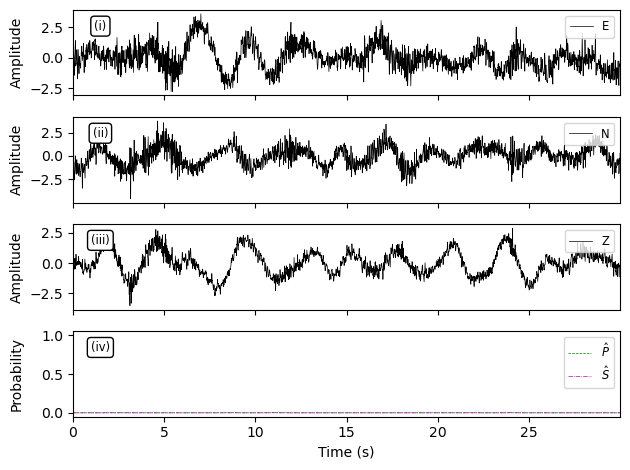 (i)
E
Amplitude
2.5
0.0
−2.5
(ii)
N
Amplitude
2.5
0.0
−2.5
(iii)
Z
Amplitude
2.5
0.0
−2.5
(iv)
P̂
Ŝ
Probability
1.0
0.5
0.0
0 5 10 15 20 25
Time (s)